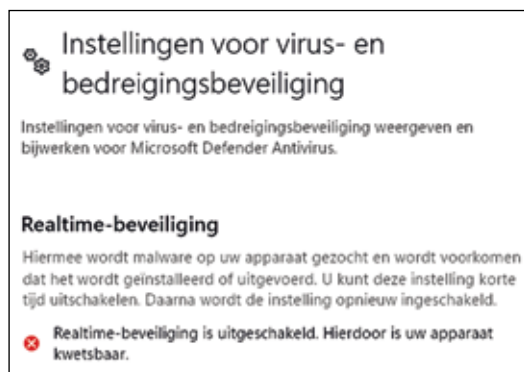 Instellingen voor virus- en
bedreigingsbeveiliging
Instellingen voor virus- en bedreigingsbeveiliging weergeven en
bijwerken voor Microsoft Defender Antivirus.
Realtime-beveiliging
Hiermee wordt malware op uw apparaat gezocht en wordt voorkomen
dat het wordt geïnstalleerd of uitgevoerd. U kunt deze instelling korte
tijd uitschakelen. Daarna wordt de instelling opnieuw ingeschakeld.
Realtime-beveiliging is uitgeschakeld. Hierdoor is uw apparaat
kwetsbaar.